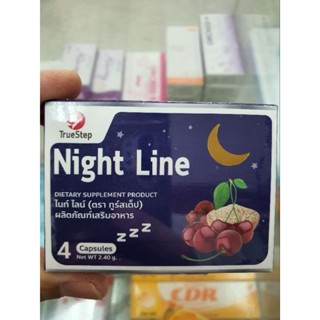 TrueStep
Night Line
DIETARY SUPPLEMENT PRODUCT
ไนท์ ไลน์ (ตรา ทรูสเต็ป)
ผลิตภัณฑ์เสริมอาหาร
4 Capsules
Net WT 2.40 g.
zzz
CDR